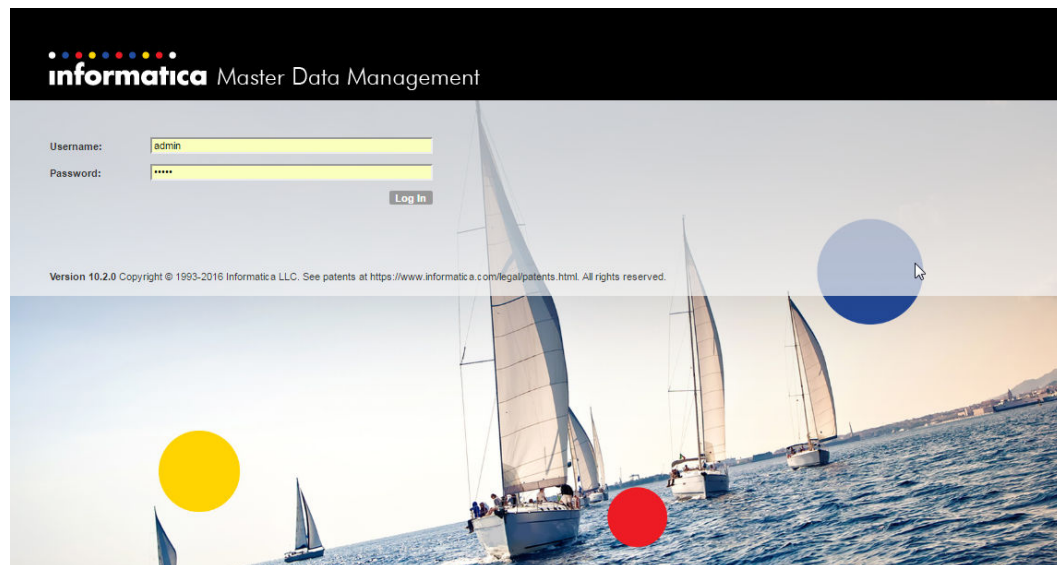 informatica Master Data Management
Username: admin
Password: •••••
Log In
Version 10.2.0 Copyright © 1993-2016 Informatica LLC. See patents at https://www.informatica.com/legal/patents.html. All rights reserved.